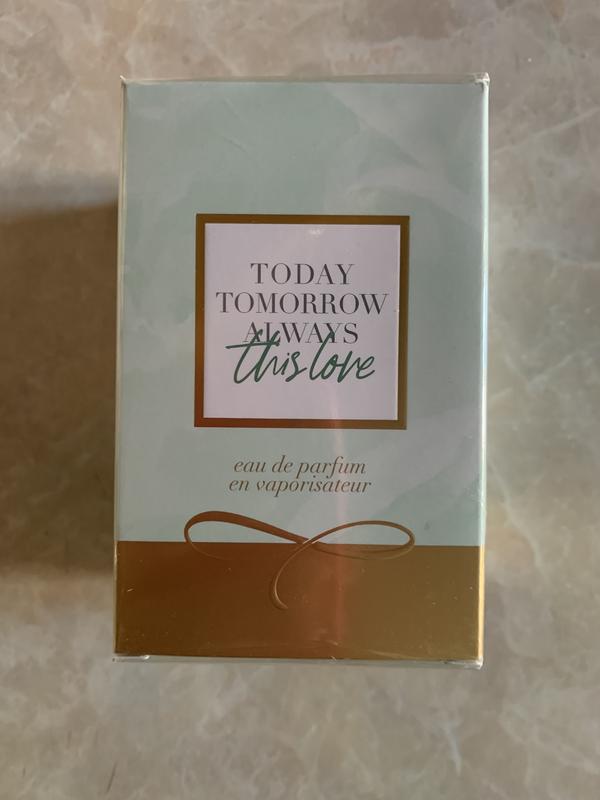 TODAY
TOMORROW
ALWAYS
this love
eau de parfum
en vaporisateur